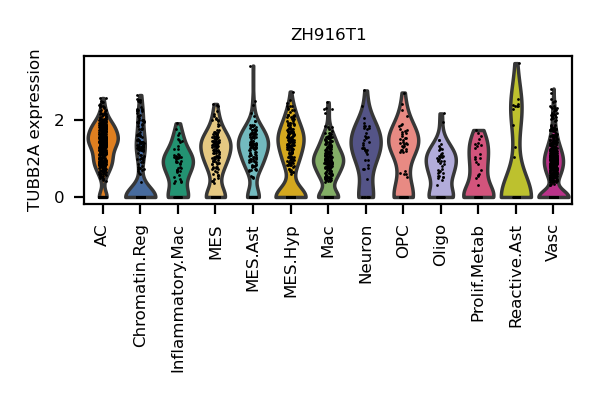 ZH916T1
TUBB2A expression
2
0
AC
Chromatin.Reg
Inflammatory.Mac
MES
MES.Ast
MES.Hyp
Mac
Neuron
OPC
Oligo
Prolif.Metab
Reactive.Ast
Vasc